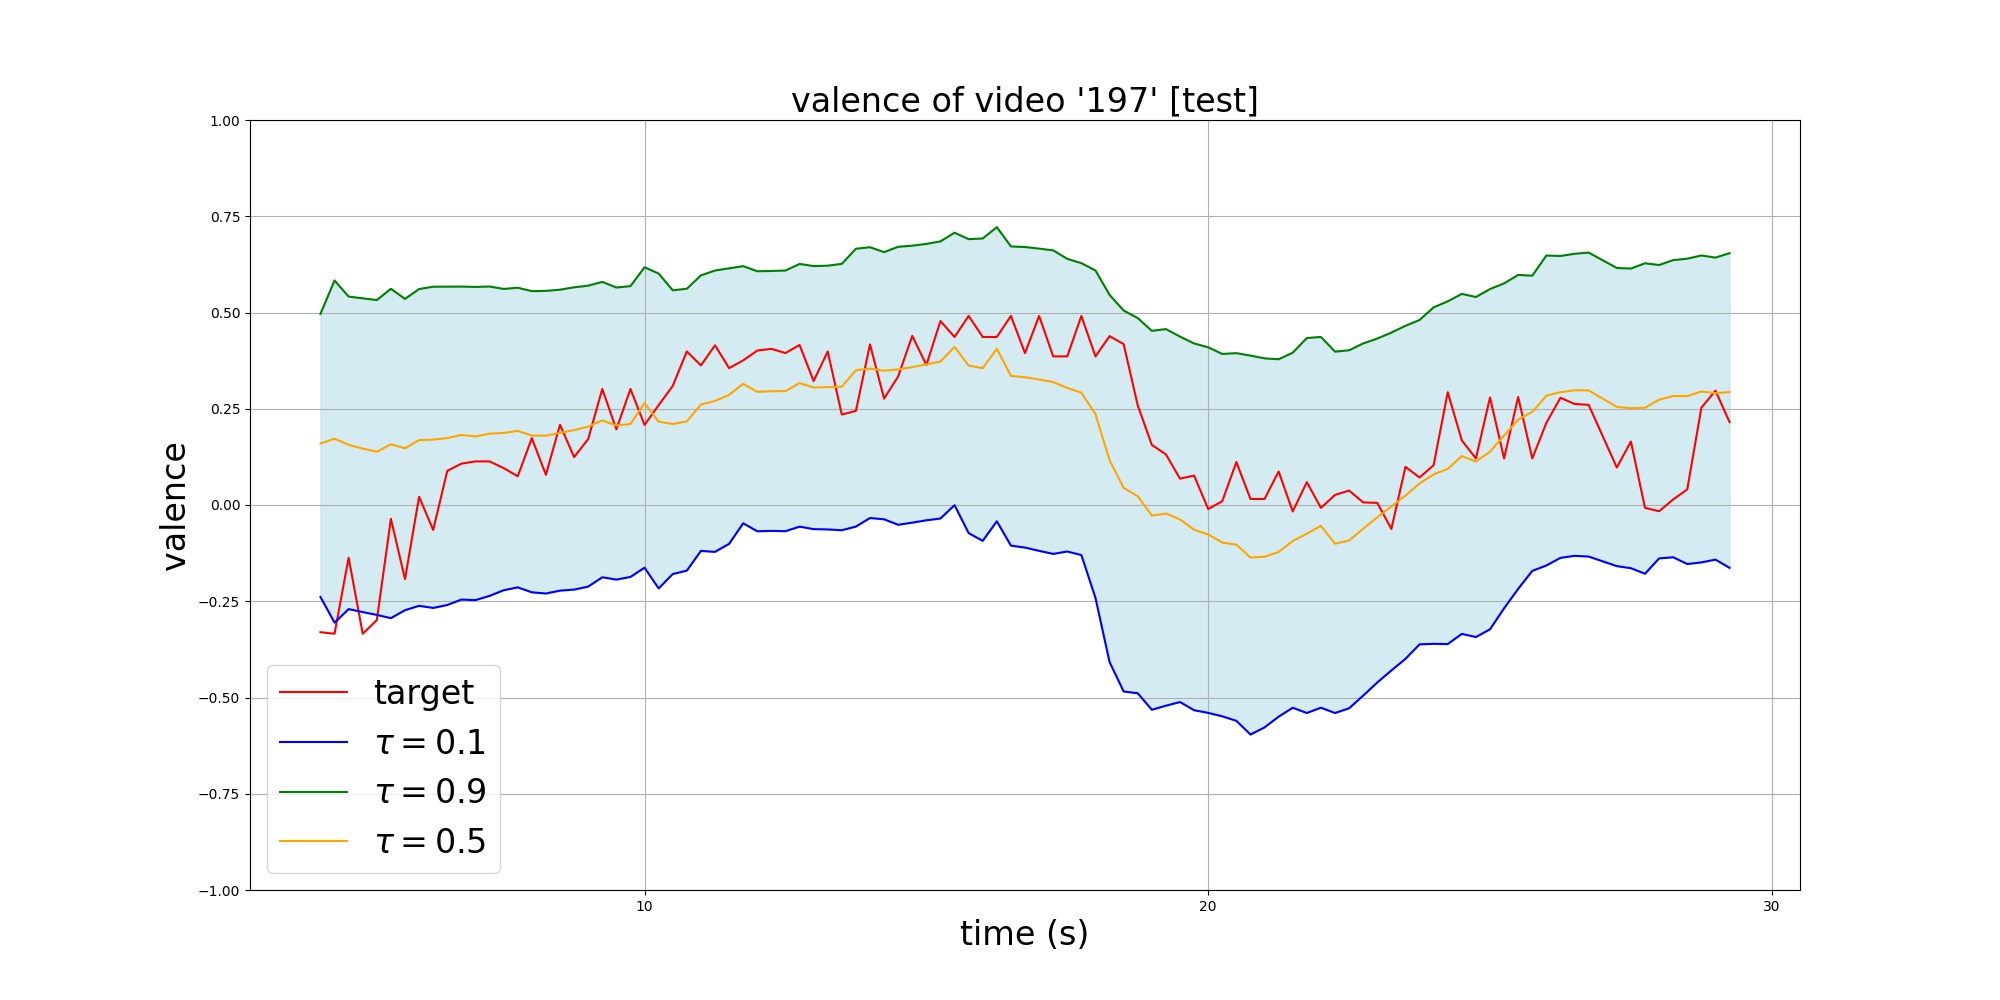 valence of video '197' [test]
1.00
0.75
0.50
0.25
0.00
−0.25
−0.50
−0.75
−1.00
valence
target
τ = 0.1
τ = 0.9
τ = 0.5
10
20
30
time (s)